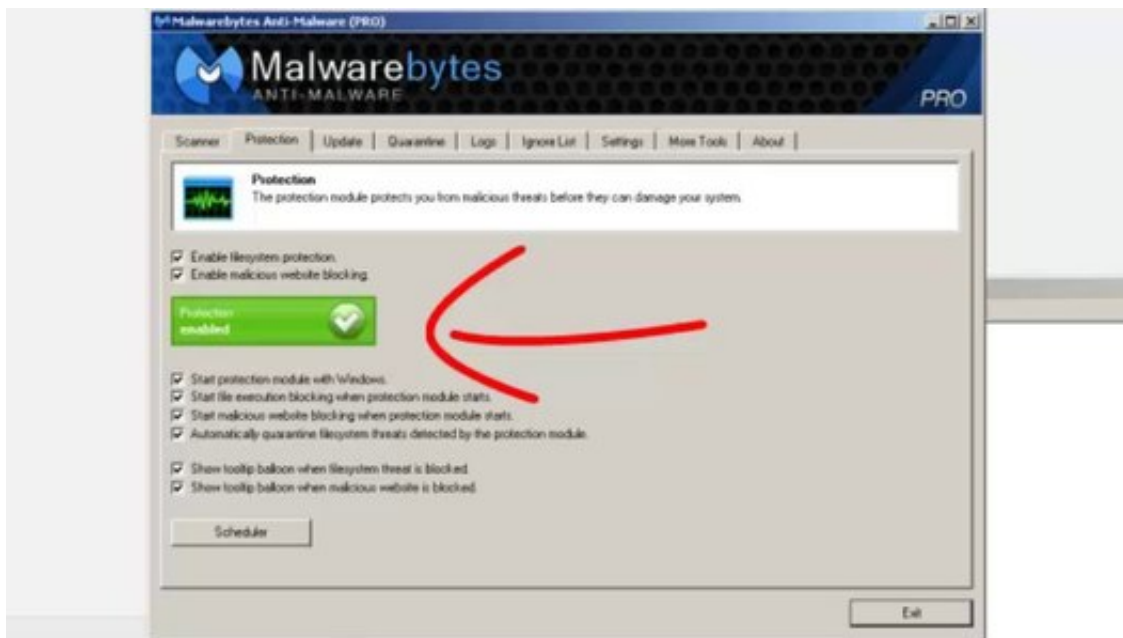 Malwarebytes Anti-Malware (PRO)
Malwarebytes
ANTI-MALWARE
PRO
Scanner Protection Update Quarantine Logs Ignore List Settings More Tools About
Protection
The protection module protects you from malicious threats before they can damage your system.
Enable filesystem protection.
Enable malicious website blocking.
Protection
enabled
Start protection module with Windows.
Start file execution blocking when protection module starts.
Start malicious website blocking when protection module starts.
Automatically quarantine filesystem threats detected by the protection module.
Show tooltip balloon when filesystem threat is blocked.
Show tooltip balloon when malicious website is blocked.
Scheduler
Exit